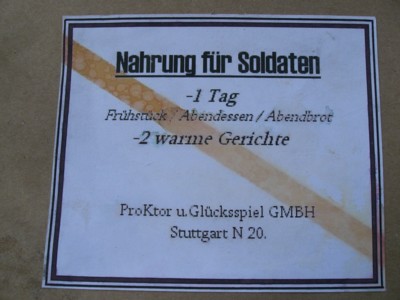 Nahrung für Soldaten
-1 Tag
Frühstück / Abendessen / Abendbrot
-2 warme Gerichte
ProKtor u. Glücksspiel GMBH
Stuttgart N 20.